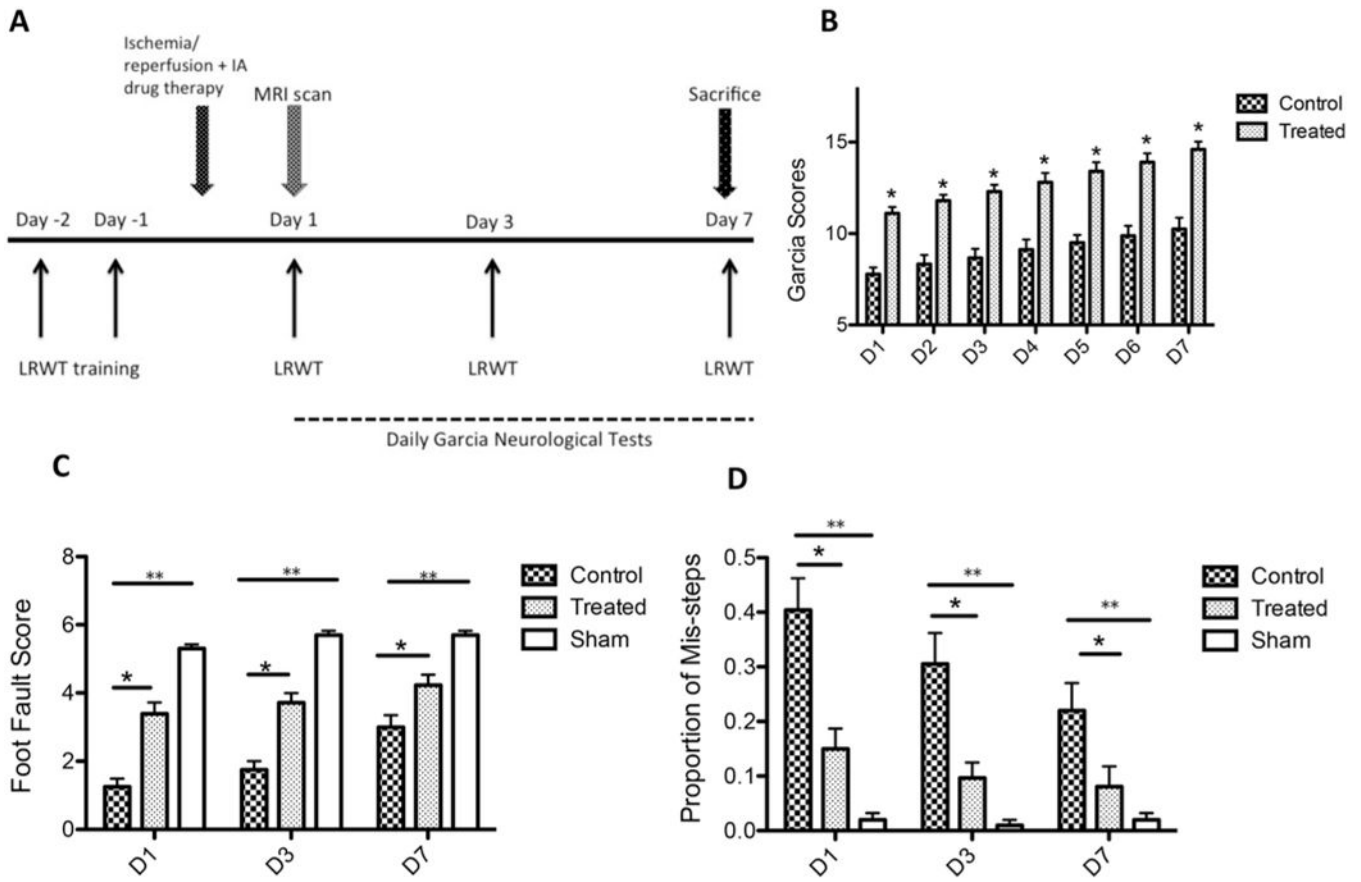 A
Ischemia/
reperfusion + IA
drug therapy
MRI scan
Sacrifice
Day -2
Day -1
Day 1
Day 3
Day 7
LRWT training
LRWT
LRWT
LRWT
Daily Garcia Neurological Tests
B
Garcia Scores
15
10
5
* * * * * * *
D1
D2
D3
D4
D5
D6
D7
Control
Treated
C
Foot Fault Score
8
6
4
2
0
** ** **
* * *
D1
D3
D7
Control
Treated
Sham
D
Proportion of Mis-steps
0.5
0.4
0.3
0.2
0.1
0.0
** ** **
* * *
D1
D3
D7
Control
Treated
Sham